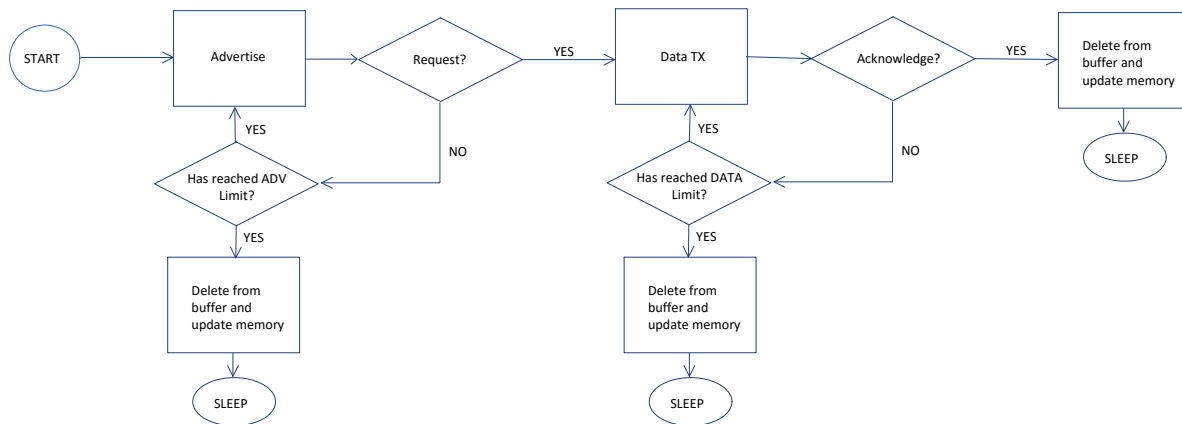 START
Advertise
Request?
YES
Data TX
Acknowledge?
YES
Delete from
buffer and
update memory
SLEEP
YES
NO
Has reached ADV
Limit?
YES
Delete from
buffer and
update memory
SLEEP
YES
NO
Has reached DATA
Limit?
YES
Delete from
buffer and
update memory
SLEEP